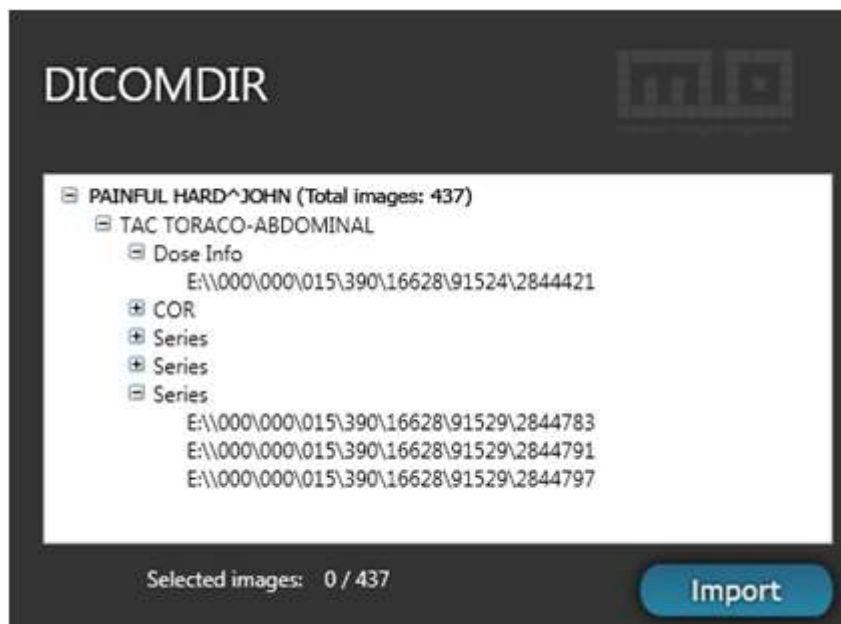 DICOMDIR
PAINFUL HARD^JOHN (Total images: 437)
TAC TORACO-ABDOMINAL
Dose Info
E:\\000\000\015\390\16628\91524\2844421
COR
Series
Series
Series
E:\\000\000\015\390\16628\91529\2844783
E:\\000\000\015\390\16628\91529\2844791
E:\\000\000\015\390\16628\91529\2844797
Selected images: 0 / 437
Import